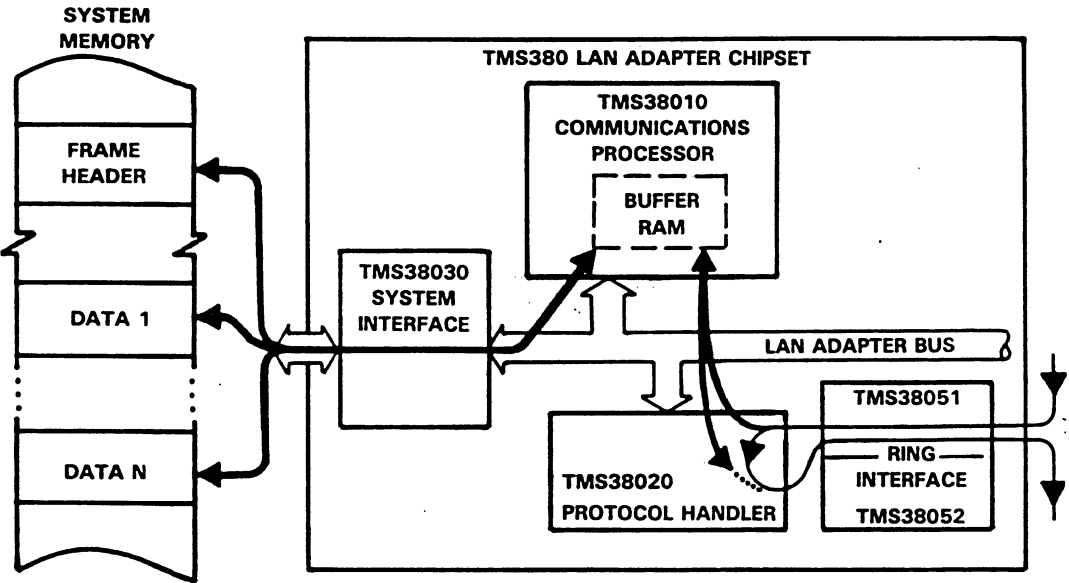 SYSTEM
MEMORY
FRAME
HEADER
DATA 1
DATA N
TMS380 LAN ADAPTER CHIPSET
TMS38010
COMMUNICATIONS
PROCESSOR
BUFFER
RAM
TMS38030
SYSTEM
INTERFACE
LAN ADAPTER BUS
TMS38020
PROTOCOL HANDLER
TMS38051
RING
INTERFACE
TMS38052